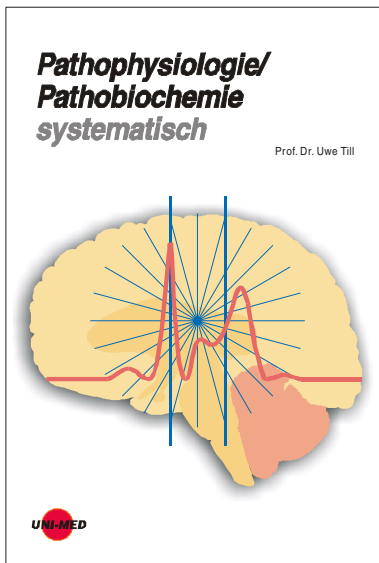 Pathophysiologie/
Pathobiochemie
systematisch
Prof. Dr. Uwe Till
UNI-MED